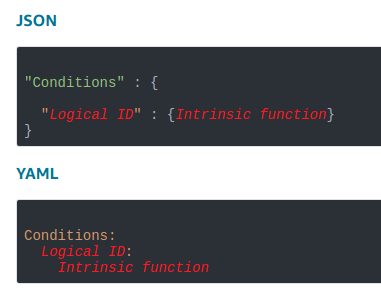 JSON
"Conditions" : {
"Logical ID" : {Intrinsic function}
}
YAML
Conditions:
Logical ID:
Intrinsic function